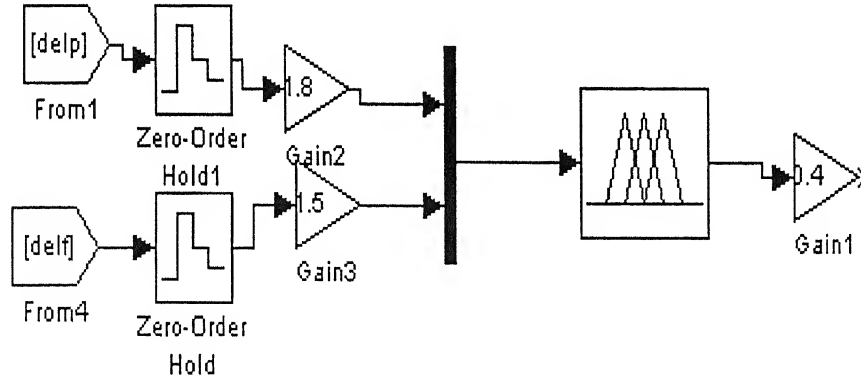 [delp]
From1
Zero-Order
Hold1
1.8
Gain2
[delf]
From4
Zero-Order
Hold
1.5
Gain3
0.4
Gain1